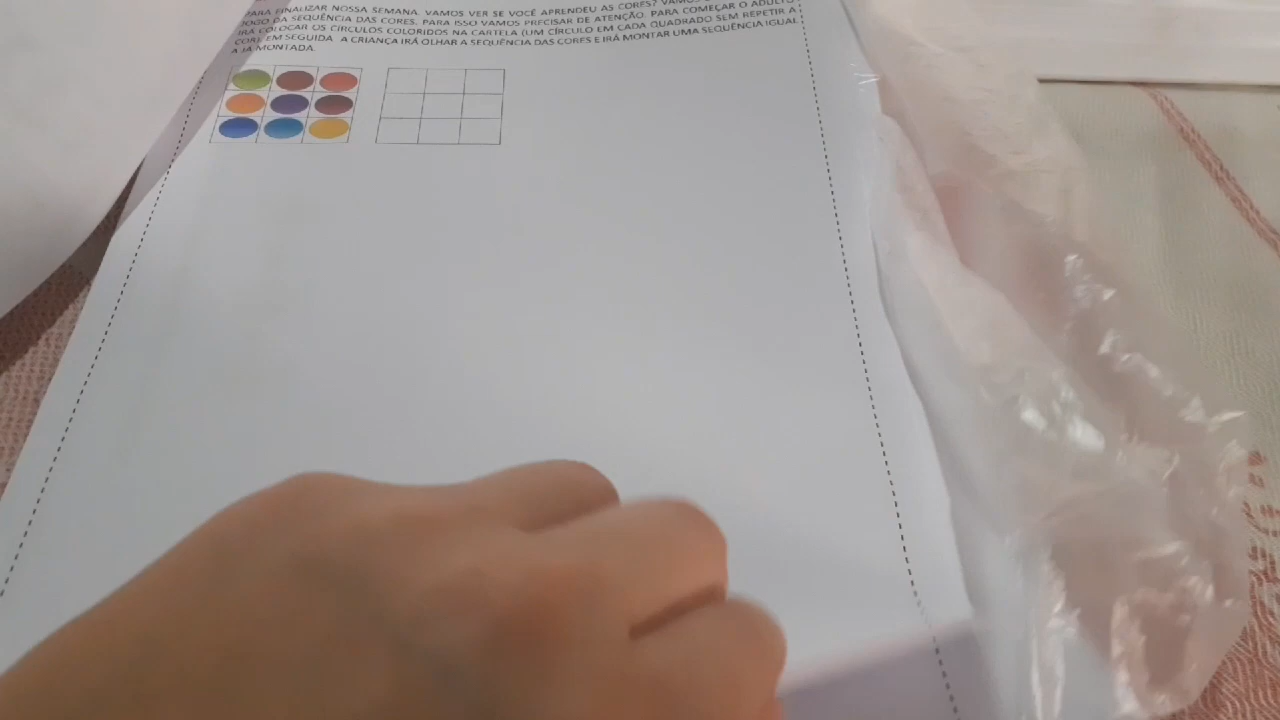 PARA FINALIZAR NOSSA SEMANA. VAMOS VER SE VOCÊ APRENDEU AS CORES? VAMOS
JOGO DA SEQUÊNCIA DAS CORES. PARA ISSO VAMOS PRECISAR DE ATENÇÃO. PARA COMEÇAR O ADULTO
IRÁ COLOCAR OS CÍRCULOS COLORIDOS NA CARTELA (UM CÍRCULO EM CADA QUADRADO SEM REPETIR A
COR) EM SEGUIDA A CRIANÇA IRÁ OLHAR A SEQUÊNCIA DAS CORES E IRÁ MONTAR UMA SEQUÊNCIA IGUAL
A JÁ MONTADA.